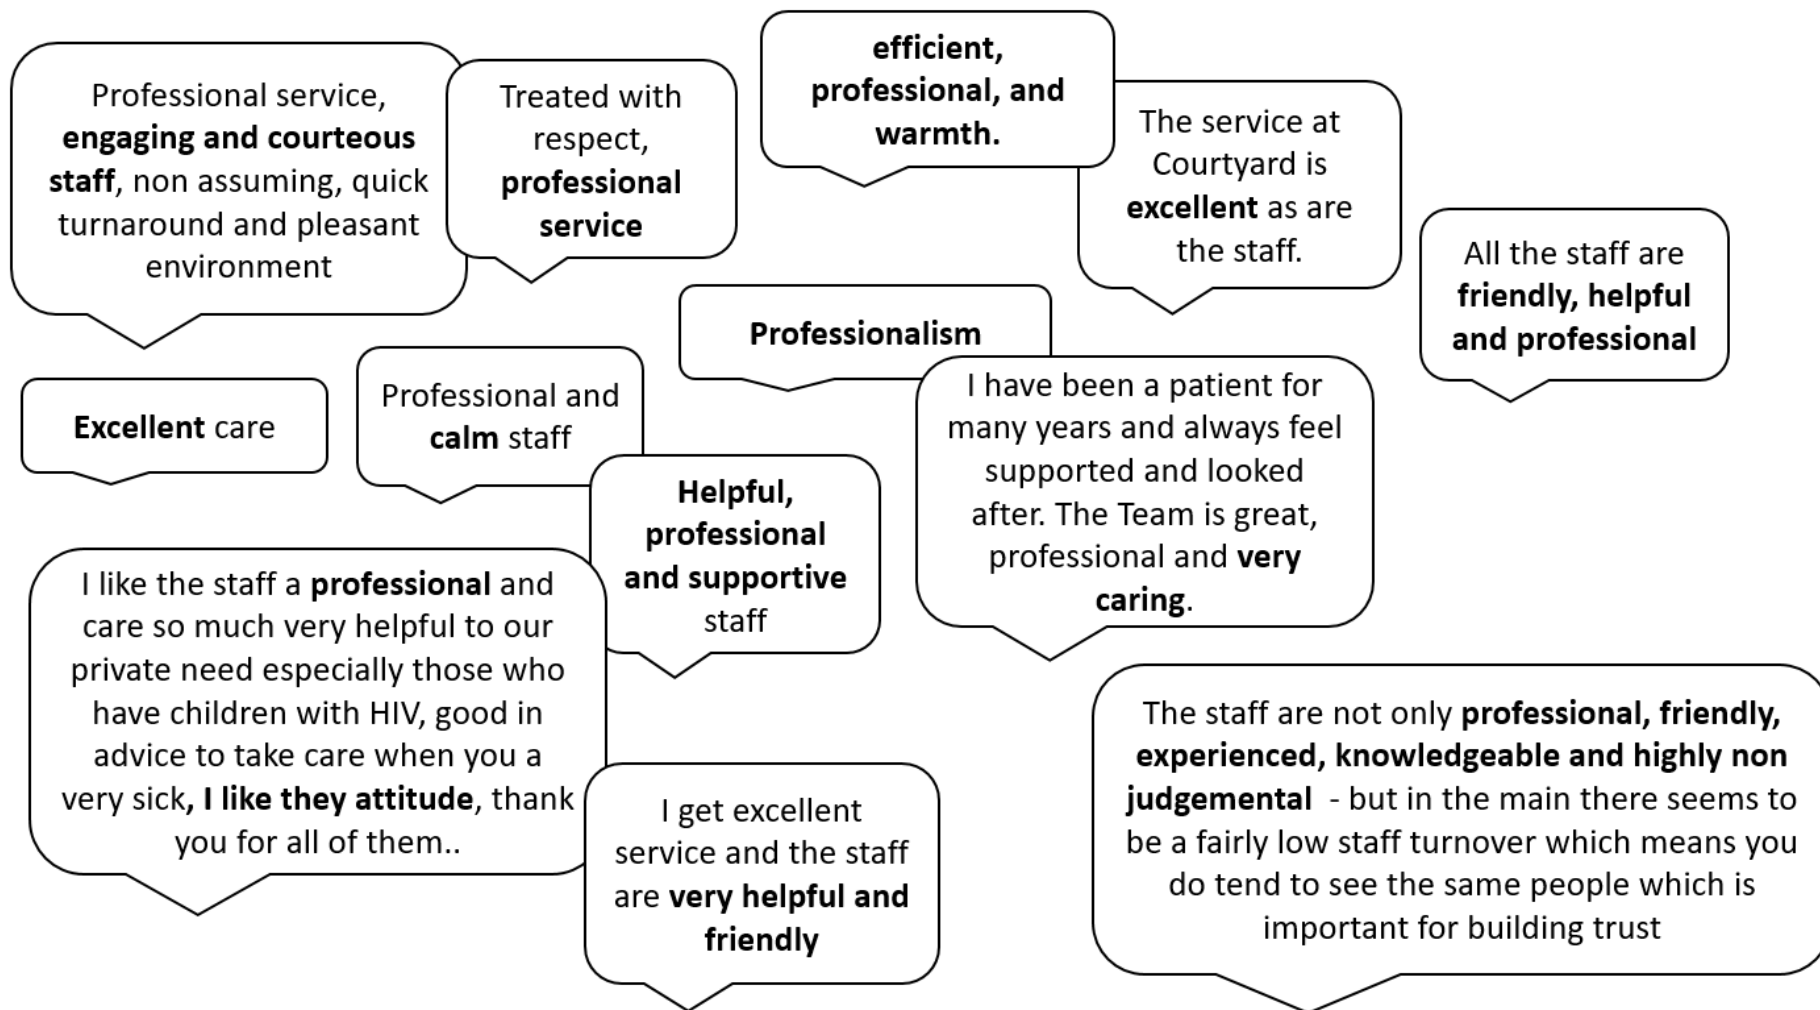 Professional service,
engaging and courteous
staff, non assuming, quick
turnaround and pleasant
environment
Treated with
respect,
professional
service
efficient,
professional, and
warmth.
The service at
Courtyard is
excellent as are
the staff.
All the staff are
friendly, helpful
and professional
Professionalism
Excellent care
Professional and
calm staff
Helpful,
professional
and supportive
staff
I have been a patient for
many years and always feel
supported and looked
after. The Team is great,
professional and very
caring.
I like the staff a professional and
care so much very helpful to our
private need especially those who
have children with HIV, good in
advice to take care when you a
very sick, I like they attitude, thank
you for all of them..
I get excellent
service and the staff
are very helpful and
friendly
The staff are not only professional, friendly,
experienced, knowledgeable and highly non
judgemental - but in the main there seems to
be a fairly low staff turnover which means you
do tend to see the same people which is
important for building trust